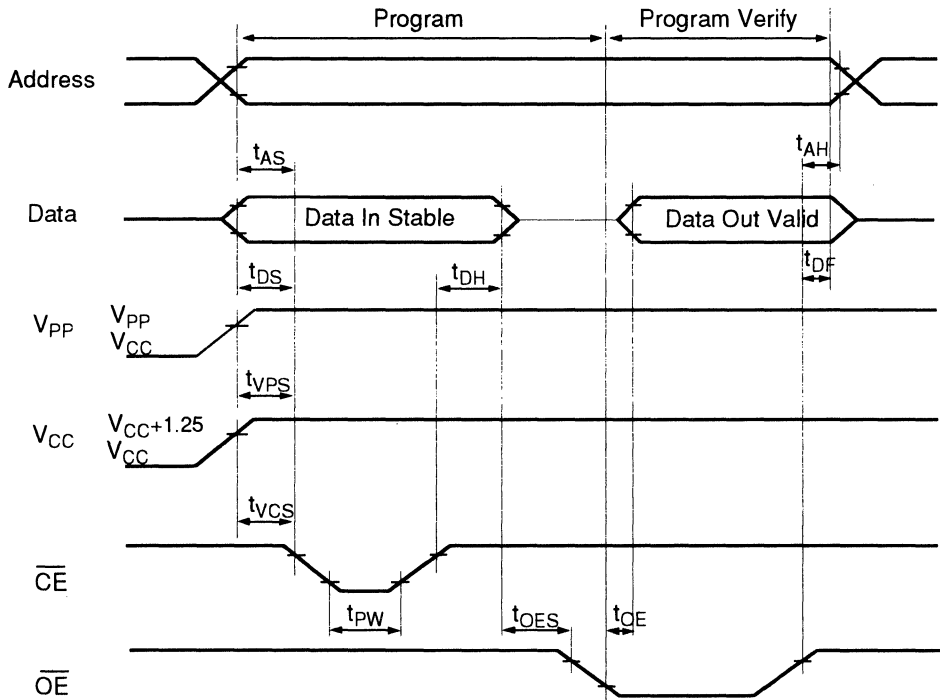 Program
Program Verify
Address
tAS
tAH
Data
Data In Stable
Data Out Valid
tDS
tDH
tDF
VPP
VPP
VCC
tVPS
VCC
VCC+1.25
VCC
tVCS
CE
tPW
tOES
tOE
OE